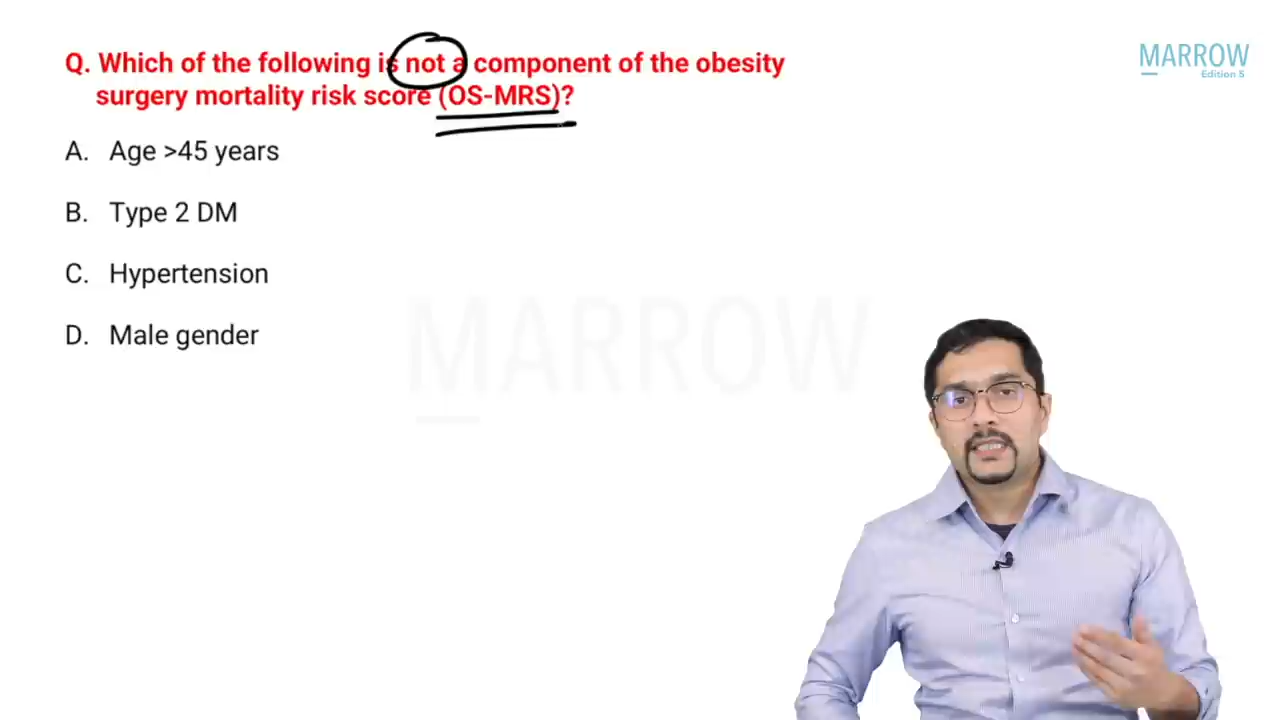 MARROW
Edition 5
Q. Which of the following is not a component of the obesity
surgery mortality risk score (OS-MRS)?
A. Age >45 years
B. Type 2 DM
C. Hypertension
D. Male gender
MARROW